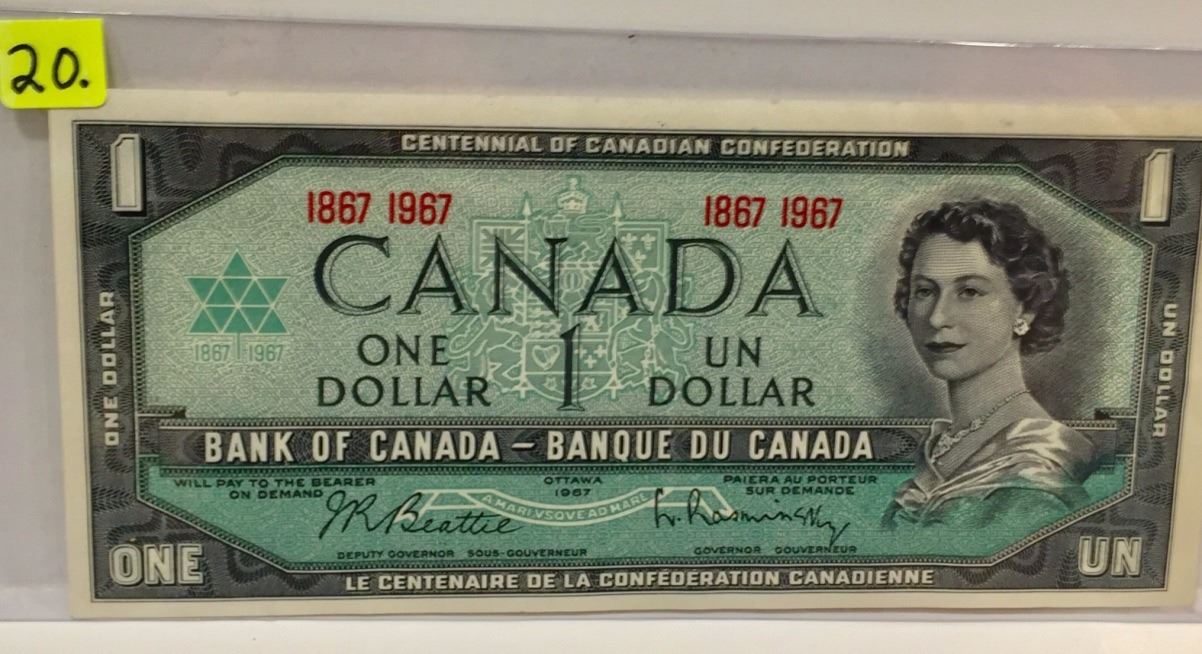 20.
1
CENTENNIAL OF CANADIAN CONFEDERATION
1
1867 1967
1867 1967
CANADA
1867 1967
ONE DOLLAR
1
UN DOLLAR
ONE DOLLAR
UN DOLLAR
BANK OF CANADA – BANQUE DU CANADA
WILL PAY TO THE BEARER
ON DEMAND
OTTAWA
1967
PAIERA AU PORTEUR
SUR DEMANDE
A MARI VSQVE AD MARE
JR Beattie
L. Rasminsky
DEPUTY GOVERNOR SOUS-GOUVERNEUR
GOVERNOR GOUVERNEUR
ONE
UN
LE CENTENAIRE DE LA CONFÉDÉRATION CANADIENNE